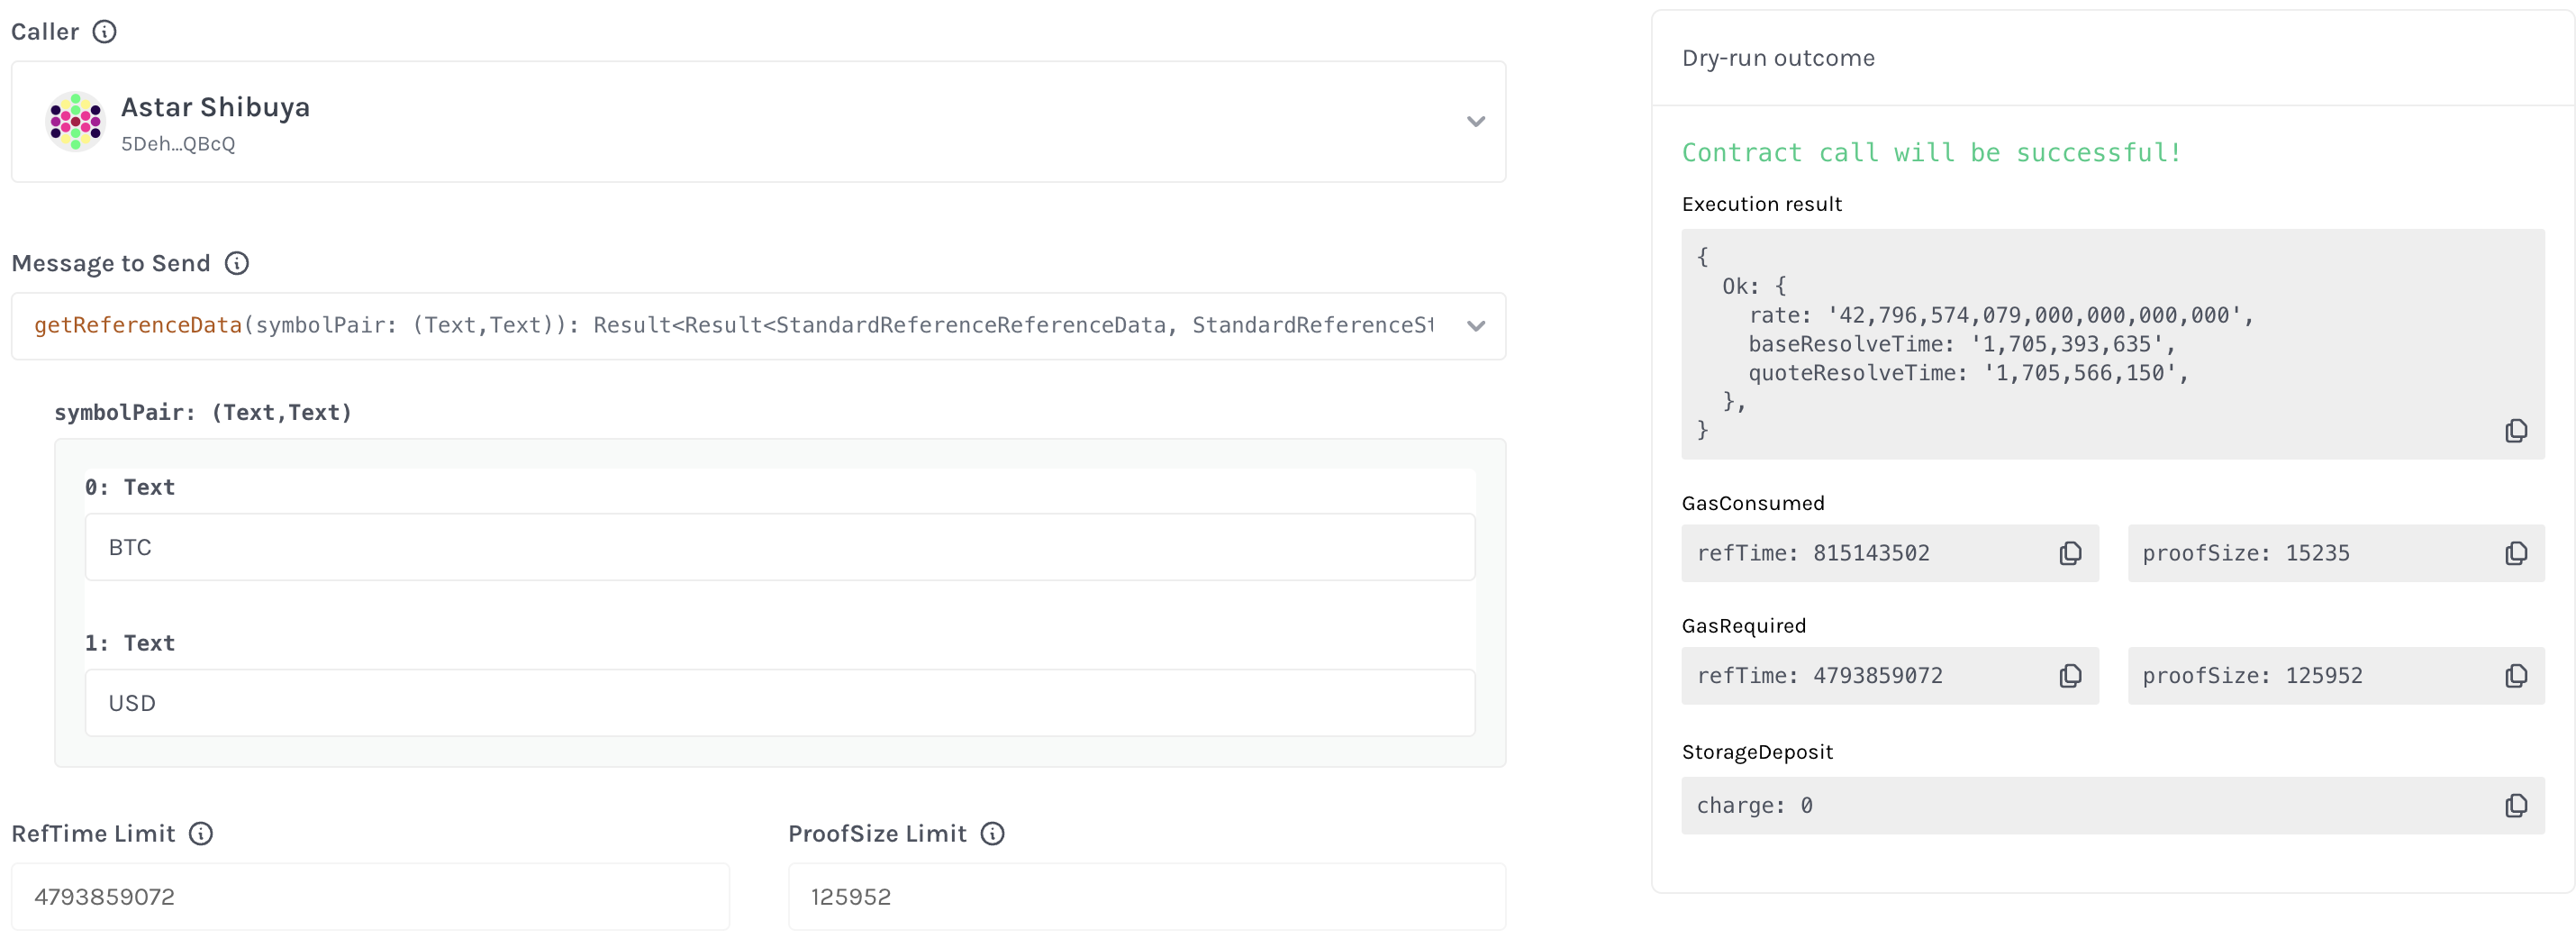 Caller
Astar Shibuya
5Deh...QBcQ
Message to Send
getReferenceData(symbolPair: (Text,Text)): Result<Result<StandardReferenceReferenceData, StandardReferenceSt
symbolPair: (Text,Text)
0: Text
BTC
1: Text
USD
RefTime Limit
4793859072
ProofSize Limit
125952
Dry-run outcome
Contract call will be successful!
Execution result
{
  Ok: {
    rate: '42,796,574,079,000,000,000,000',
    baseResolveTime: '1,705,393,635',
    quoteResolveTime: '1,705,566,150',
  },
}
GasConsumed
refTime: 815143502
proofSize: 15235
GasRequired
refTime: 4793859072
proofSize: 125952
StorageDeposit
charge: 0